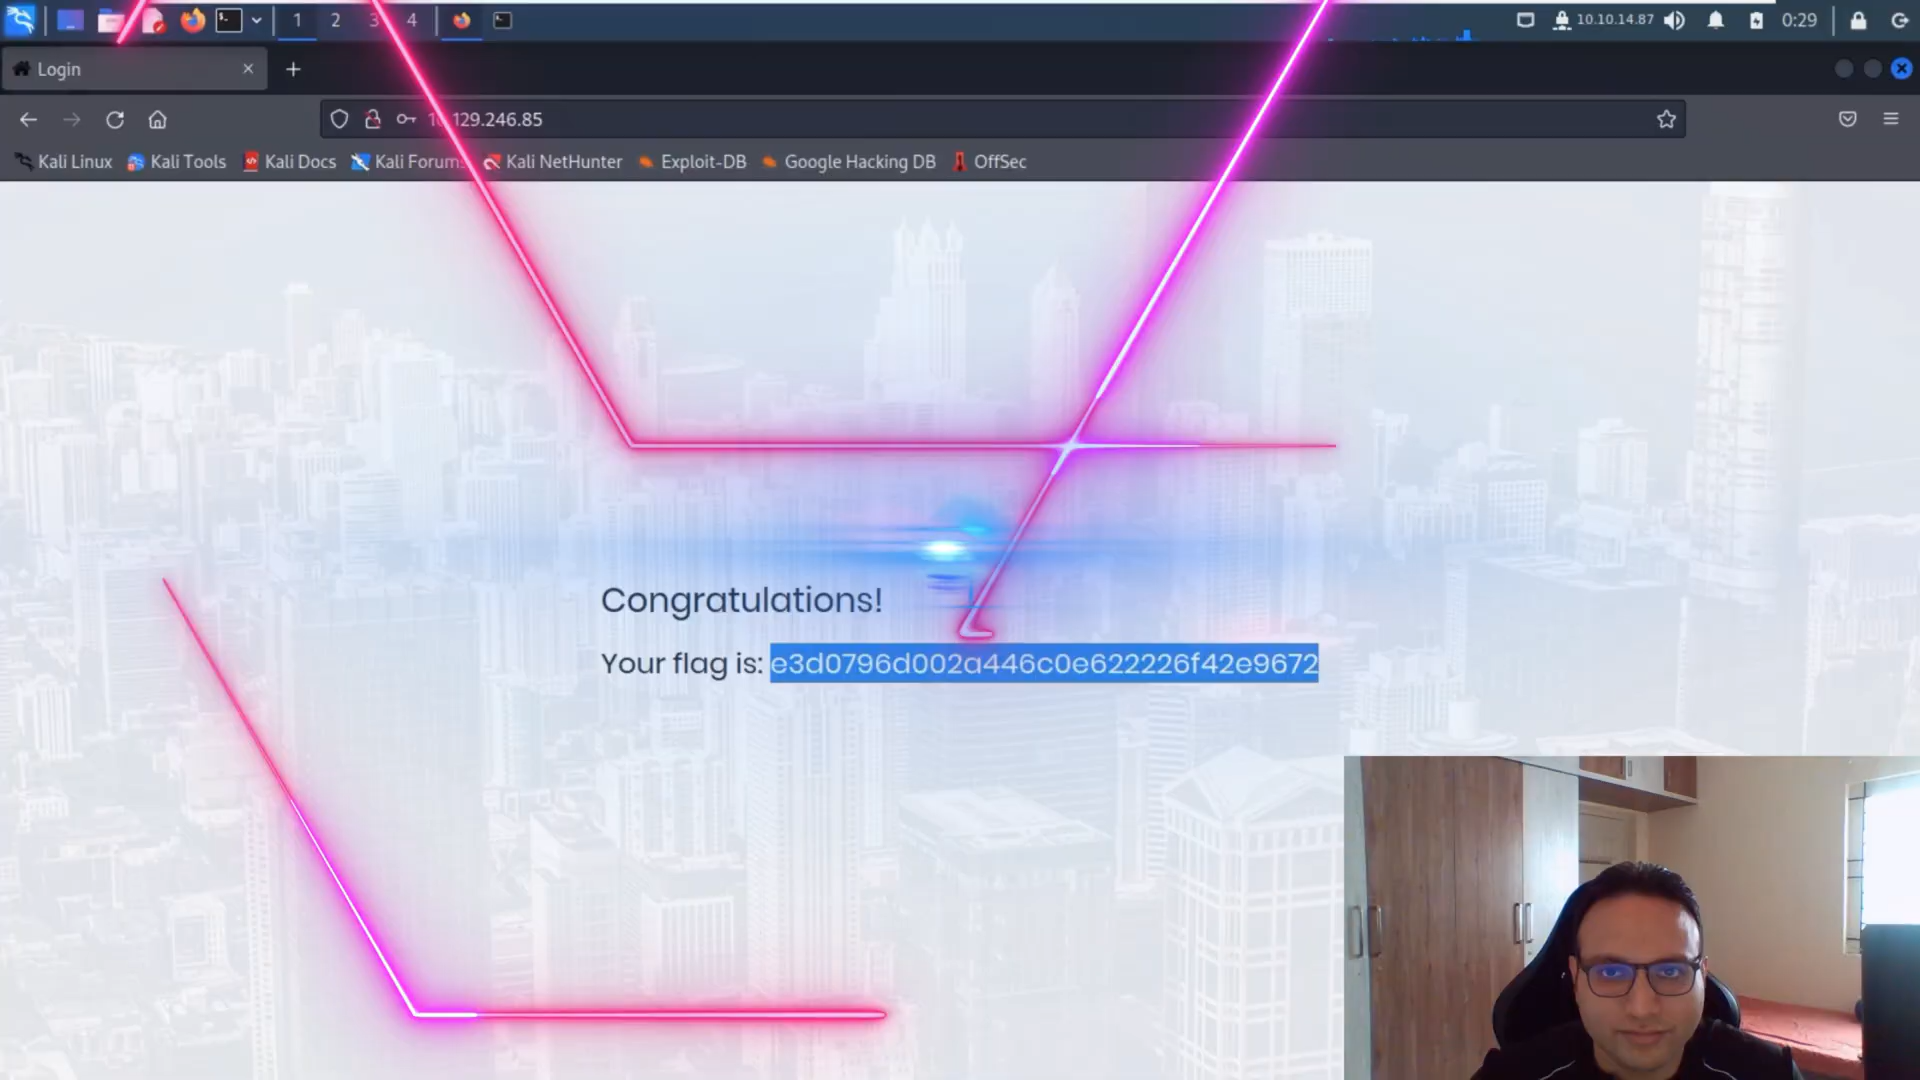 1 2 3 4
10.10.14.87
0:29
Login
129.246.85
Kali Linux Kali Tools Kali Docs Kali Forums Kali NetHunter Exploit-DB Google Hacking DB OffSec
Congratulations!
Your flag is: e3d0796d002a446c0e622226f42e9672